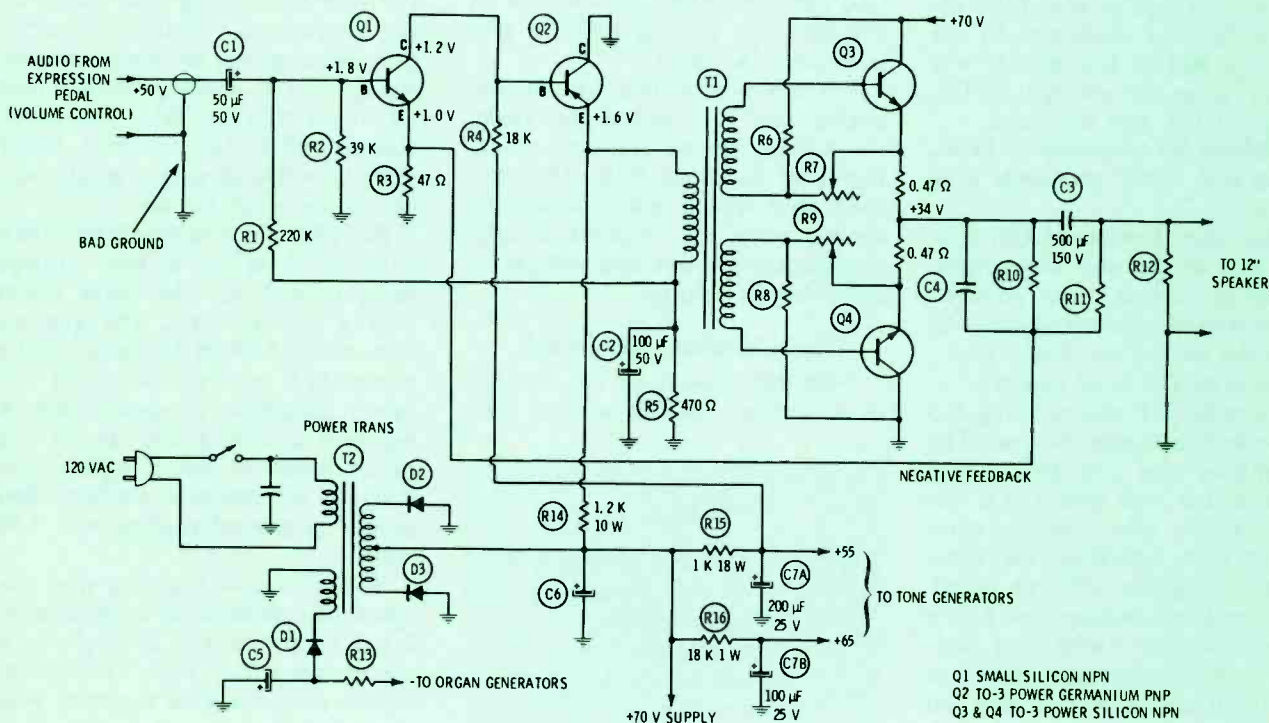 AUDIO FROM
EXPRESSION
PEDAL
(VOLUME CONTROL)
+50 V
BAD GROUND
C1
+
50 µF
50 V
R1
220 K
R2
39 K
Q1
C
+1.2 V
+1.8 V
B
E
+1.0 V
R3
47 Ω
R4
18 K
Q2
C
B
E
+1.6 V
T1
C2
100 µF
50 V
+
R5
470 Ω
R6
R7
R8
R9
Q3
+70 V
0.47 Ω
+34 V
0.47 Ω
Q4
C4
R10
C3
500 µF
150 V
R11
R12
TO 12"
SPEAKER
NEGATIVE FEEDBACK
POWER TRANS
120 VAC
T2
D2
D3
D1
C5
+
R13
-TO ORGAN GENERATORS
R14
1.2 K
10 W
C6
+
R15
1 K 18 W
+55
C7A
+
200 µF
25 V
TO TONE GENERATORS
R16
18 K 1 W
+65
C7B
+
100 µF
25 V
+70 V SUPPLY
Q1 SMALL SILICON NPN
Q2 TO-3 POWER GERMANIUM PNP
Q3 & Q4 TO-3 POWER SILICON NPN